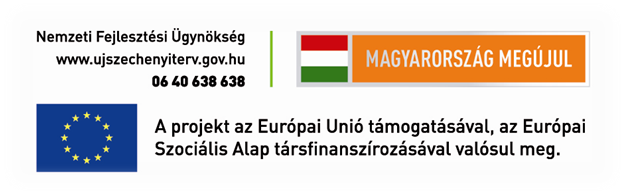 Nemzeti Fejlesztési Ügynökség
www.ujszechenyiterv.gov.hu
06 40 638 638
MAGYARORSZÁG MEGÚJUL
A projekt az Európai Unió támogatásával, az Európai
Szociális Alap társfinanszírozásával valósul meg.